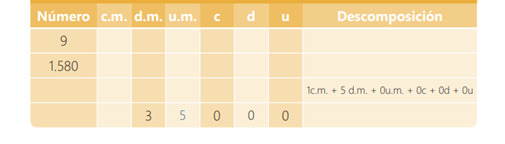 Número c.m. d.m. u.m. c d u Descomposición
9
1.580
1c.m. + 5 d.m. + 0u.m. + 0c + 0d + 0u
3 5 0 0 0